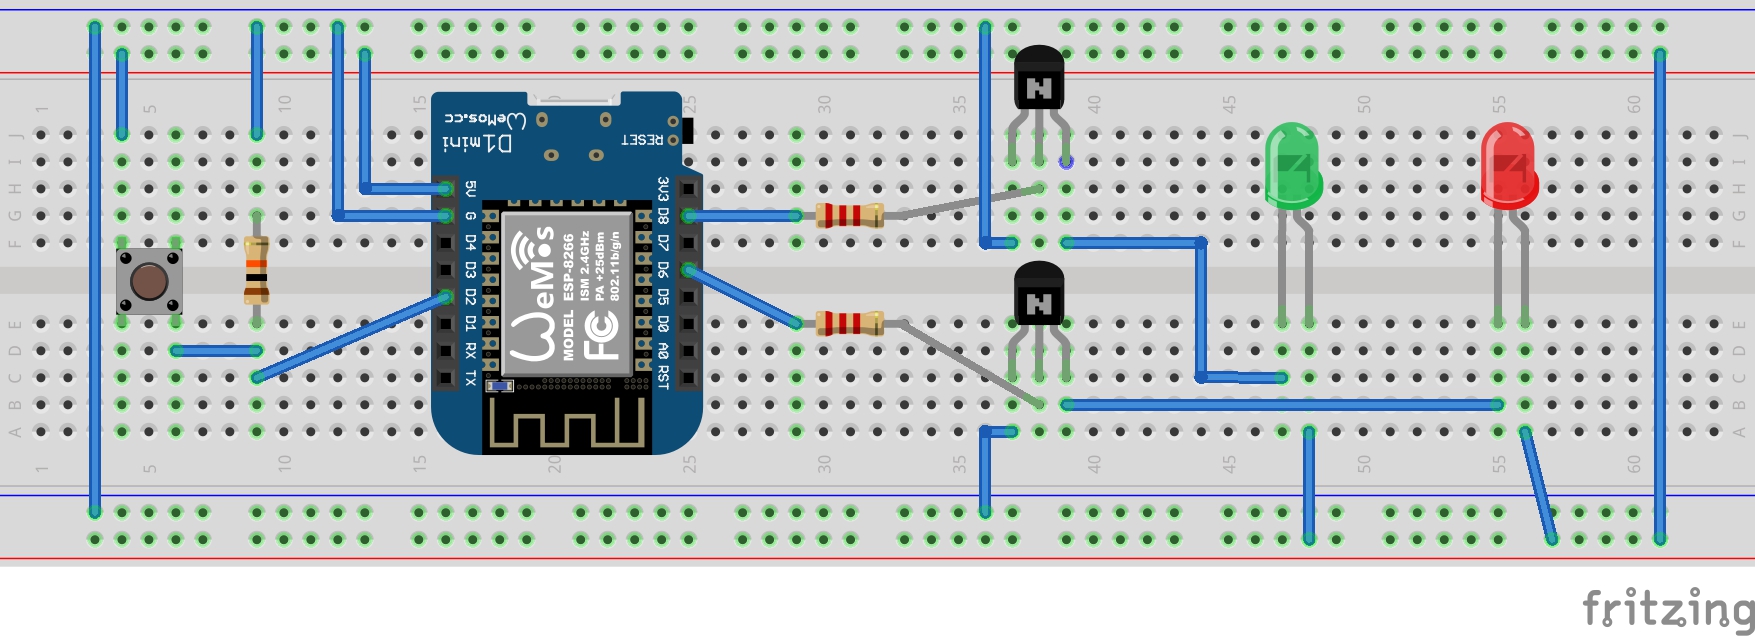 1 5 10 15 20 25 30 35 40 45 50 55 60
J J
I I
H H
G G
F F
E E
D D
C C
B B
A A
1 5 10 15 20 25 30 35 40 45 50 55 60
WeMos.cc
D1 mini
RESET
5V
G
D4
D3
D2
D1
RX
TX
3V3
D8
D7
D6
D5
D0
A0
RST
WeMos
MODEL ESP-8266
ISM 2.4GHz
PA +25dBm
802.11b/g/n
FC
N
N
fritzing